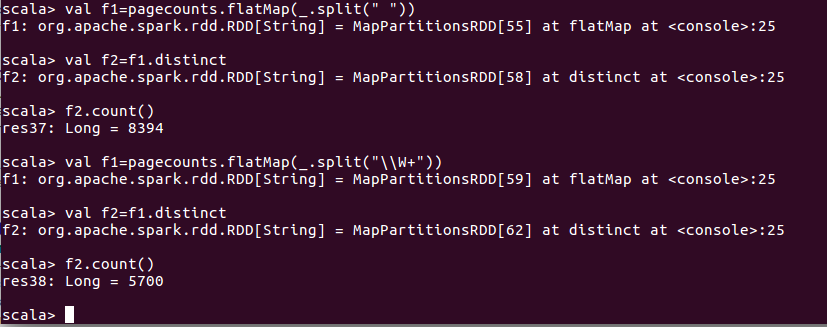 scala> val f1=pagecounts.flatMap(_.split(" "))
f1: org.apache.spark.rdd.RDD[String] = MapPartitionsRDD[55] at flatMap at <console>:25
scala> val f2=f1.distinct
f2: org.apache.spark.rdd.RDD[String] = MapPartitionsRDD[58] at distinct at <console>:25
scala> f2.count()
res37: Long = 8394
scala> val f1=pagecounts.flatMap(_.split("\\W+"))
f1: org.apache.spark.rdd.RDD[String] = MapPartitionsRDD[59] at flatMap at <console>:25
scala> val f2=f1.distinct
f2: org.apache.spark.rdd.RDD[String] = MapPartitionsRDD[62] at distinct at <console>:25
scala> f2.count()
res38: Long = 5700
scala>